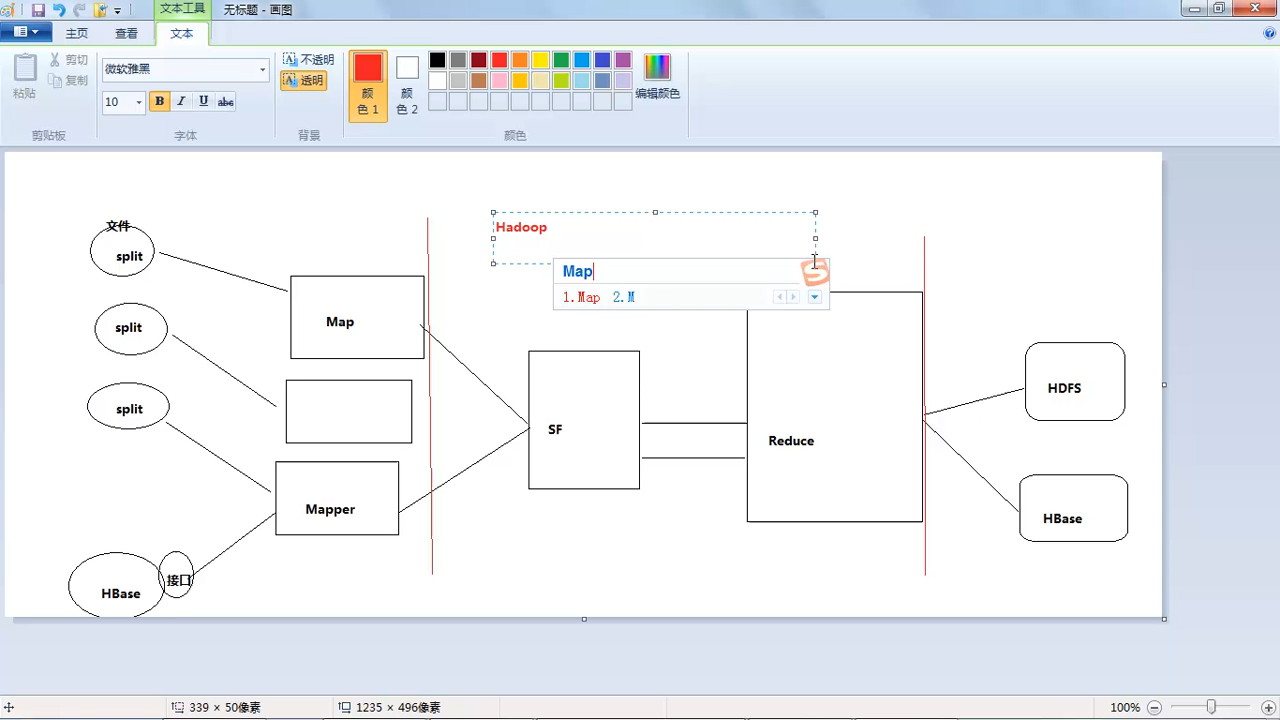 文本工具
无标题 - 画图
主页
查看
文本
粘贴
剪切
复制
剪贴板
微软雅黑
10
B I U abc
字体
不透明
透明
背景
颜色 1
颜色 2
编辑颜色
颜色
Hadoop
Map
1.Map 2.M
文件
split
split
split
HBase
接口
Map
Mapper
SF
Reduce
HDFS
HBase
339 × 50像素
1235 × 496像素
100%